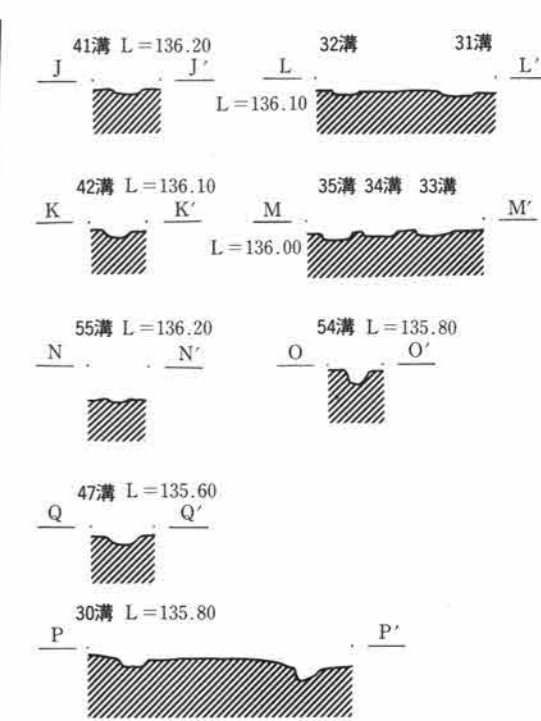 41溝 L=136.20
J J′
32溝 31溝
L L′
L=136.10
42溝 L=136.10
K K′
35溝 34溝 33溝
M M′
L=136.00
55溝 L=136.20
N N′
54溝 L=135.80
O O′
47溝 L=135.60
Q Q′
30溝 L=135.80
P P′